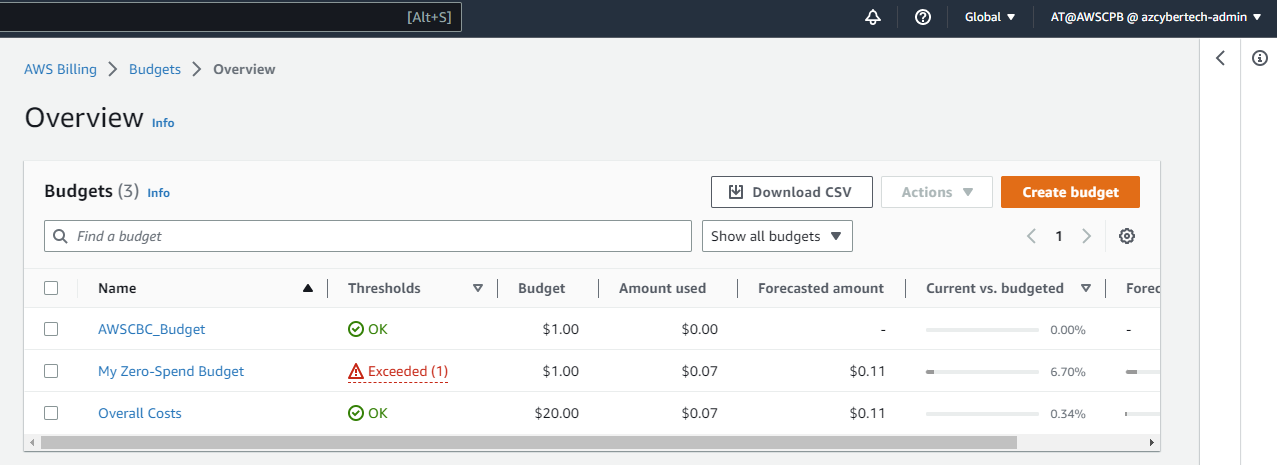 [Alt+S] Global AT@AWSCPB @ azcybertech-admin
AWS Billing Budgets Overview
Overview Info
Budgets (3) Info Download CSV Actions Create budget
Find a budget Show all budgets 1
Name Thresholds Budget Amount used Forecasted amount Current vs. budgeted Forec
AWSCBC_Budget OK $1.00 $0.00 - 0.00% -
My Zero-Spend Budget Exceeded (1) $1.00 $0.07 $0.11 6.70%
Overall Costs OK $20.00 $0.07 $0.11 0.34%